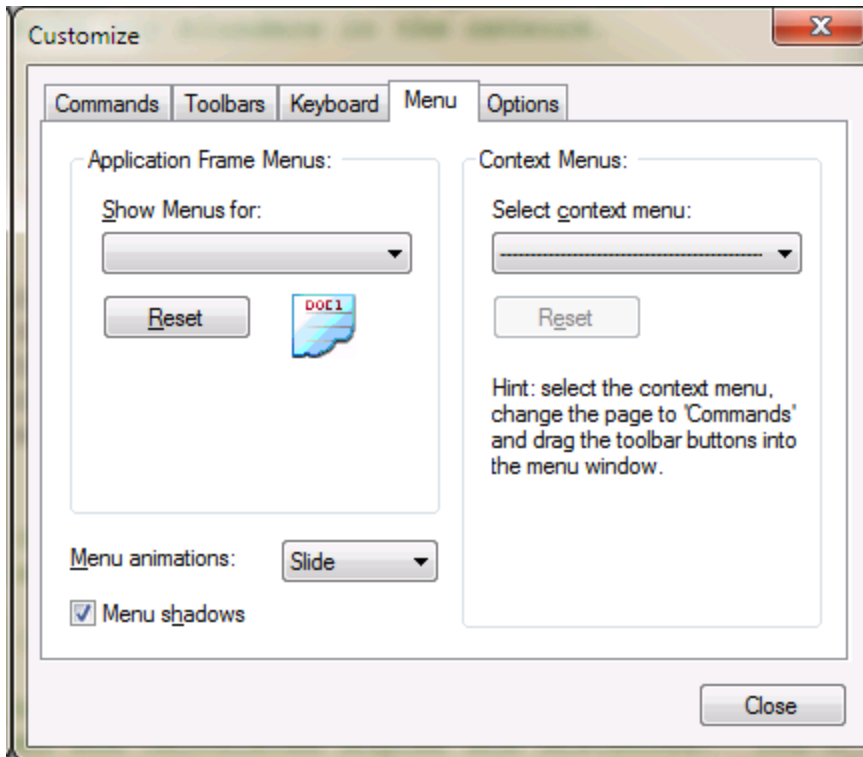 Customize
Commands
Toolbars
Keyboard
Menu
Options
Application Frame Menus:
Show Menus for:
Reset
DOC1
Menu animations:
Slide
Menu shadows
Context Menus:
Select context menu:
Reset
Hint: select the context menu,
change the page to 'Commands'
and drag the toolbar buttons into
the menu window.
Close